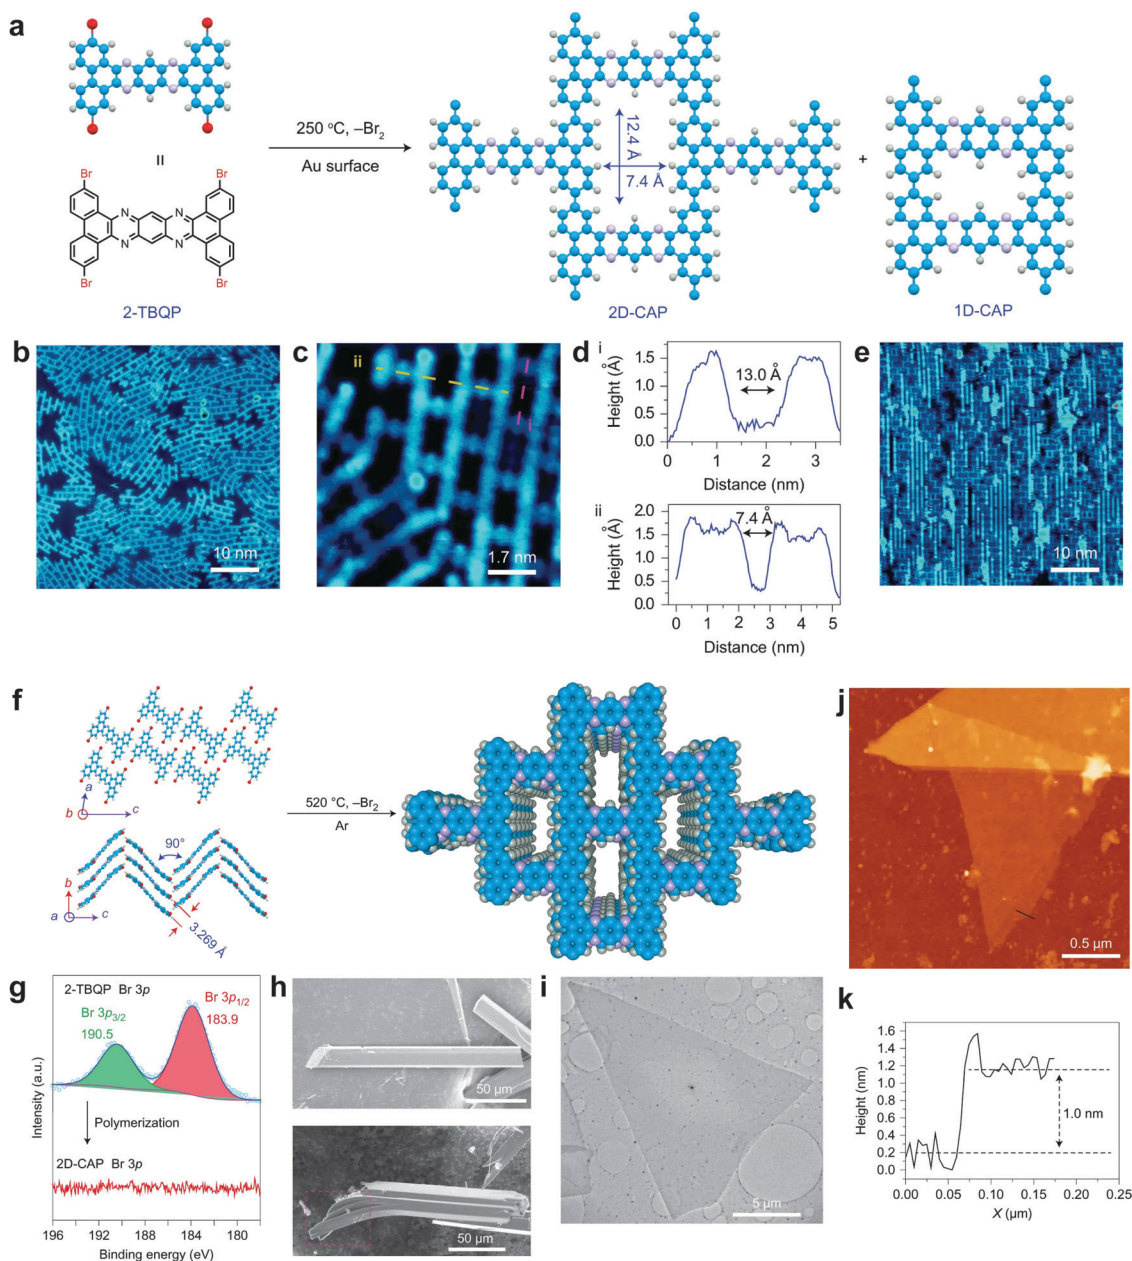 a
Br
Br
N
N
N
N
Br
Br
2-TBQP
250 °C, –Br2
Au surface
12.4 Å
7.4 Å
2D-CAP
+
1D-CAP
b
10 nm
c
ii
i
1.7 nm
d
i
Height (Å)
1.5
1.0
0.5
0.0
13.0 Å
0
1
2
3
Distance (nm)
ii
Height (Å)
2.0
1.5
1.0
0.5
0.0
7.4 Å
0
1
2
3
4
5
Distance (nm)
e
10 nm
f
a
b
c
90°
b
a
c
3.269 Å
520 °C, –Br2
Ar
j
0.5 µm
g
2-TBQP Br 3p
Br 3p3/2
190.5
Br 3p1/2
183.9
Polymerization
2D-CAP Br 3p
Intensity (a.u.)
196
192
188
184
180
Binding energy (eV)
h
50 µm
50 µm
i
5 µm
k
Height (nm)
1.6
1.4
1.2
1.0
0.8
0.6
0.4
0.2
0.0
1.0 nm
0.00
0.05
0.10
0.15
0.20
0.25
X (µm)